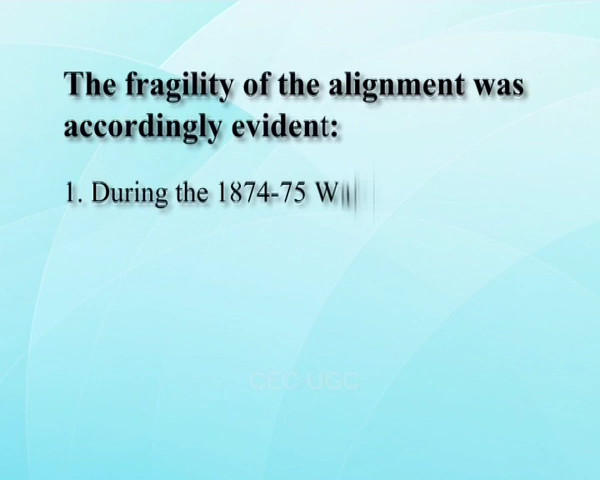 The fragility of the alignment was
accordingly evident:
1. During the 1874-75 W
CEC-UGC